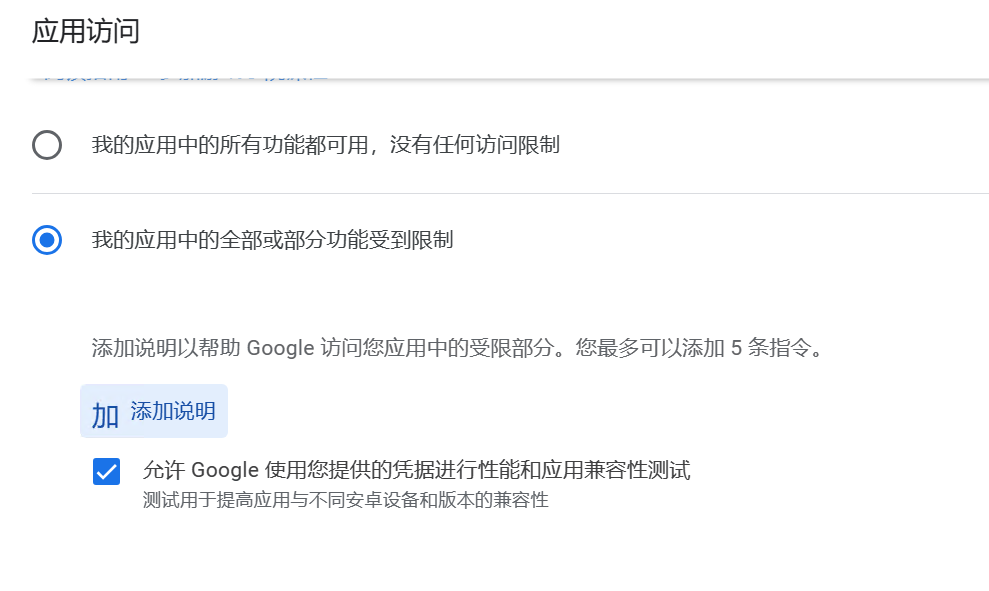 应用访问
我的应用中的所有功能都可用，没有任何访问限制
我的应用中的全部或部分功能受到限制
添加说明以帮助 Google 访问您应用中的受限部分。您最多可以添加 5 条指令。
加 添加说明
允许 Google 使用您提供的凭据进行性能和应用兼容性测试
测试用于提高应用与不同安卓设备和版本的兼容性